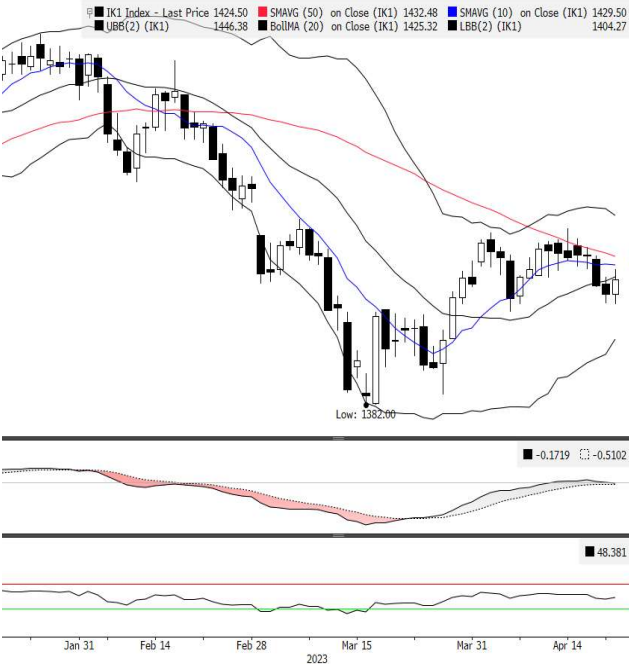 IK1 Index - Last Price 1424.50 SMAVG (50) on Close (IK1) 1432.48 SMAVG (10) on Close (IK1) 1429.50
UBB(2) (IK1) 1446.38 BollMA (20) on Close (IK1) 1425.32 LBB(2) (IK1) 1404.27
Low: 1382.00
-0.1719 -0.5102
48.381
Jan 31 Feb 14 Feb 28 Mar 15 Mar 31 Apr 14
2023